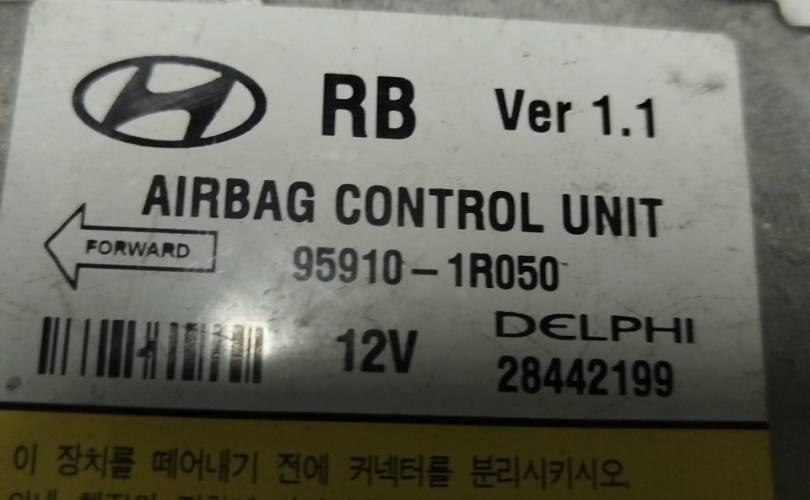 RB Ver 1.1
AIRBAG CONTROL UNIT
FORWARD
95910-1R050
12V
DELPHI
28442199
이 장치를 떼어내기 전에 커넥터를 분리시키시오